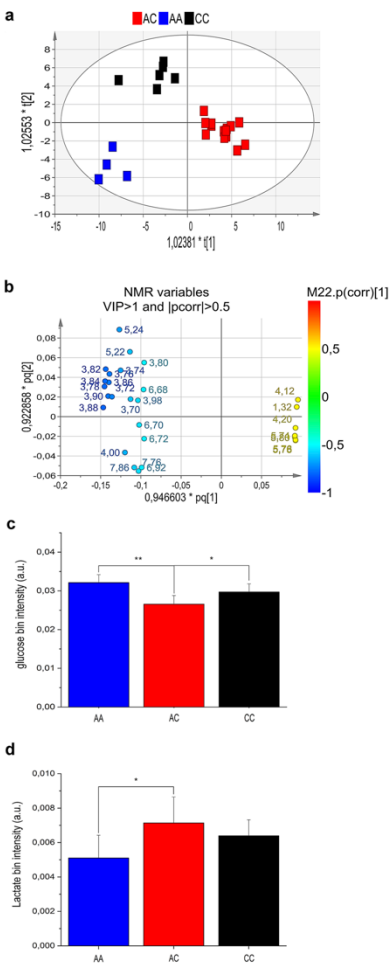 a
AC AA CC
8
6
4
2
0
-2
-4
-6
-8
-10
-15 -10 -5 0 5 10
1,02553 * t[2]
1,02381 * t[1]
b
NMR variables
VIP>1 and |pcorr|>0.5
M22.p(corr)[1]
0,08
0,06
0,04
0,02
0
-0,02
-0,04
-0,06
-0,2 -0,15 -0,1 -0,05 0 0,05
0,922858 * pq[2]
0,946603 * pq[1]
5,24
5,22
3,80
3,82 3,74
3,76
3,84 3,86
3,78 3,72 6,68
3,90 3,98
3,88 3,70
6,70
6,72
4,00
7,76
7,86 6,92
4,12
1,32
4,20
5,78
1
0,5
0
-0,5
-1
c
** *
0,04
0,03
0,02
0,01
0,00
glucose bin intensity (a.u.)
AA AC CC
d
*
0,010
0,008
0,006
0,004
0,002
0,000
Lactate bin intensity (a.u.)
AA AC CC